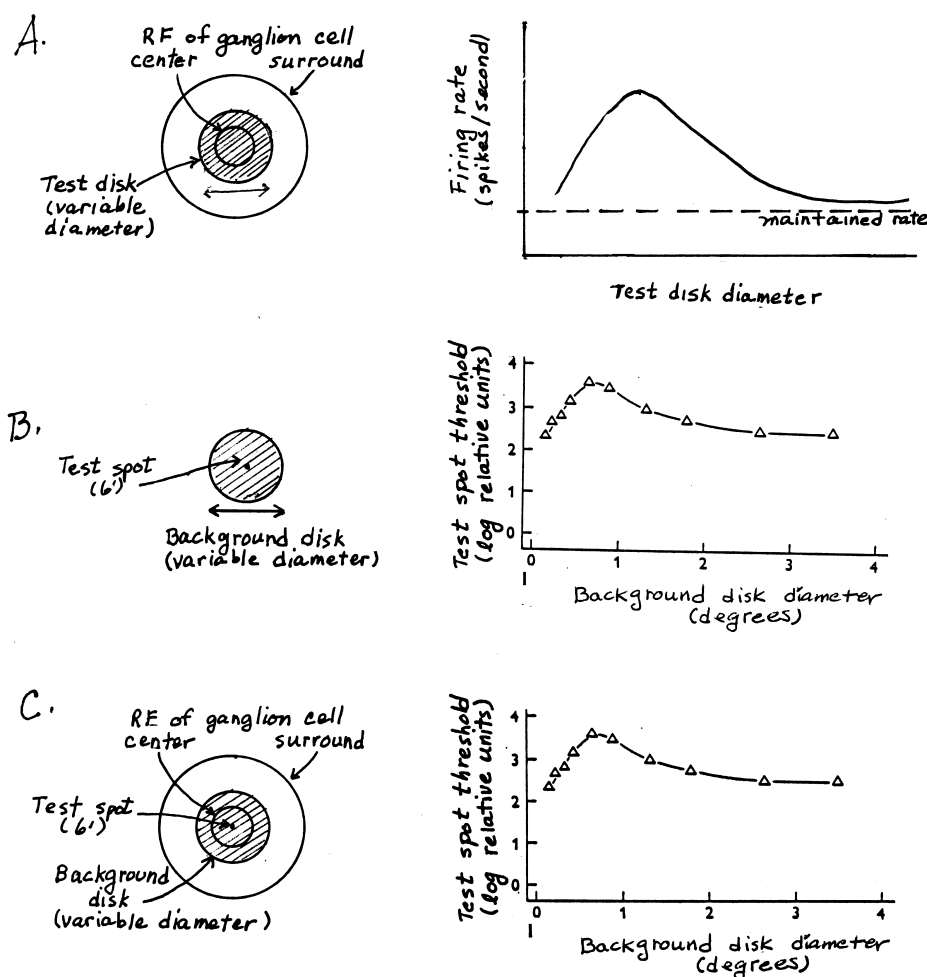 A.
RF of ganglion cell
center surround
Test disk
(variable
diameter)
Firing rate
(spikes/second)
maintained rate
Test disk diameter
B.
Test spot
(6')
Background disk
(variable diameter)
Test spot threshold
(log relative units)
4
3
2
1
0
0 1 2 3 4
Background disk diameter
(degrees)
C.
RF of ganglion cell
center surround
Test spot
(6')
Background
disk
(variable diameter)
Test spot threshold
(log relative units)
4
3
2
1
0
0 1 2 3 4
Background disk diameter
(degrees)